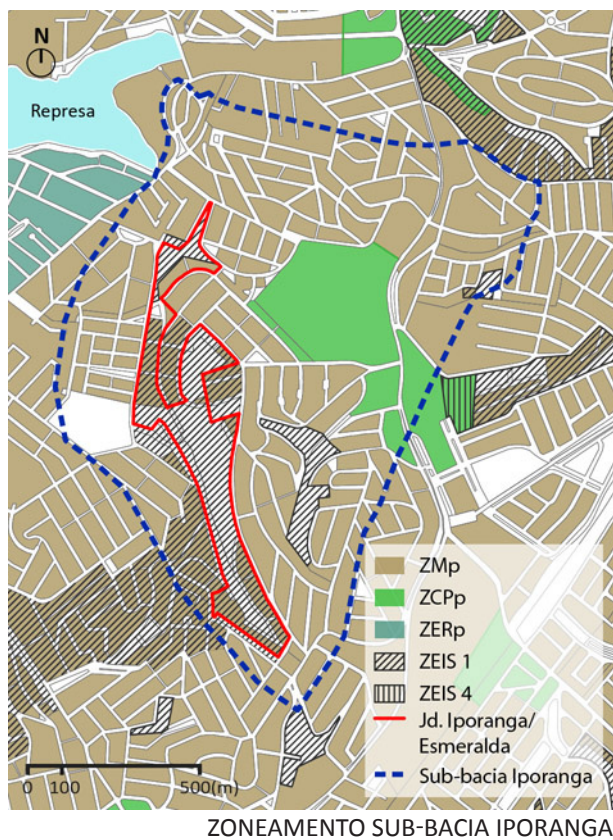 N
Represa
ZMp
ZCPp
ZERp
ZEIS 1
ZEIS 4
Jd. Iporanga/
Esmeralda
Sub-bacia Iporanga
0 100 500(m)
ZONEAMENTO SUB-BACIA IPORANGA